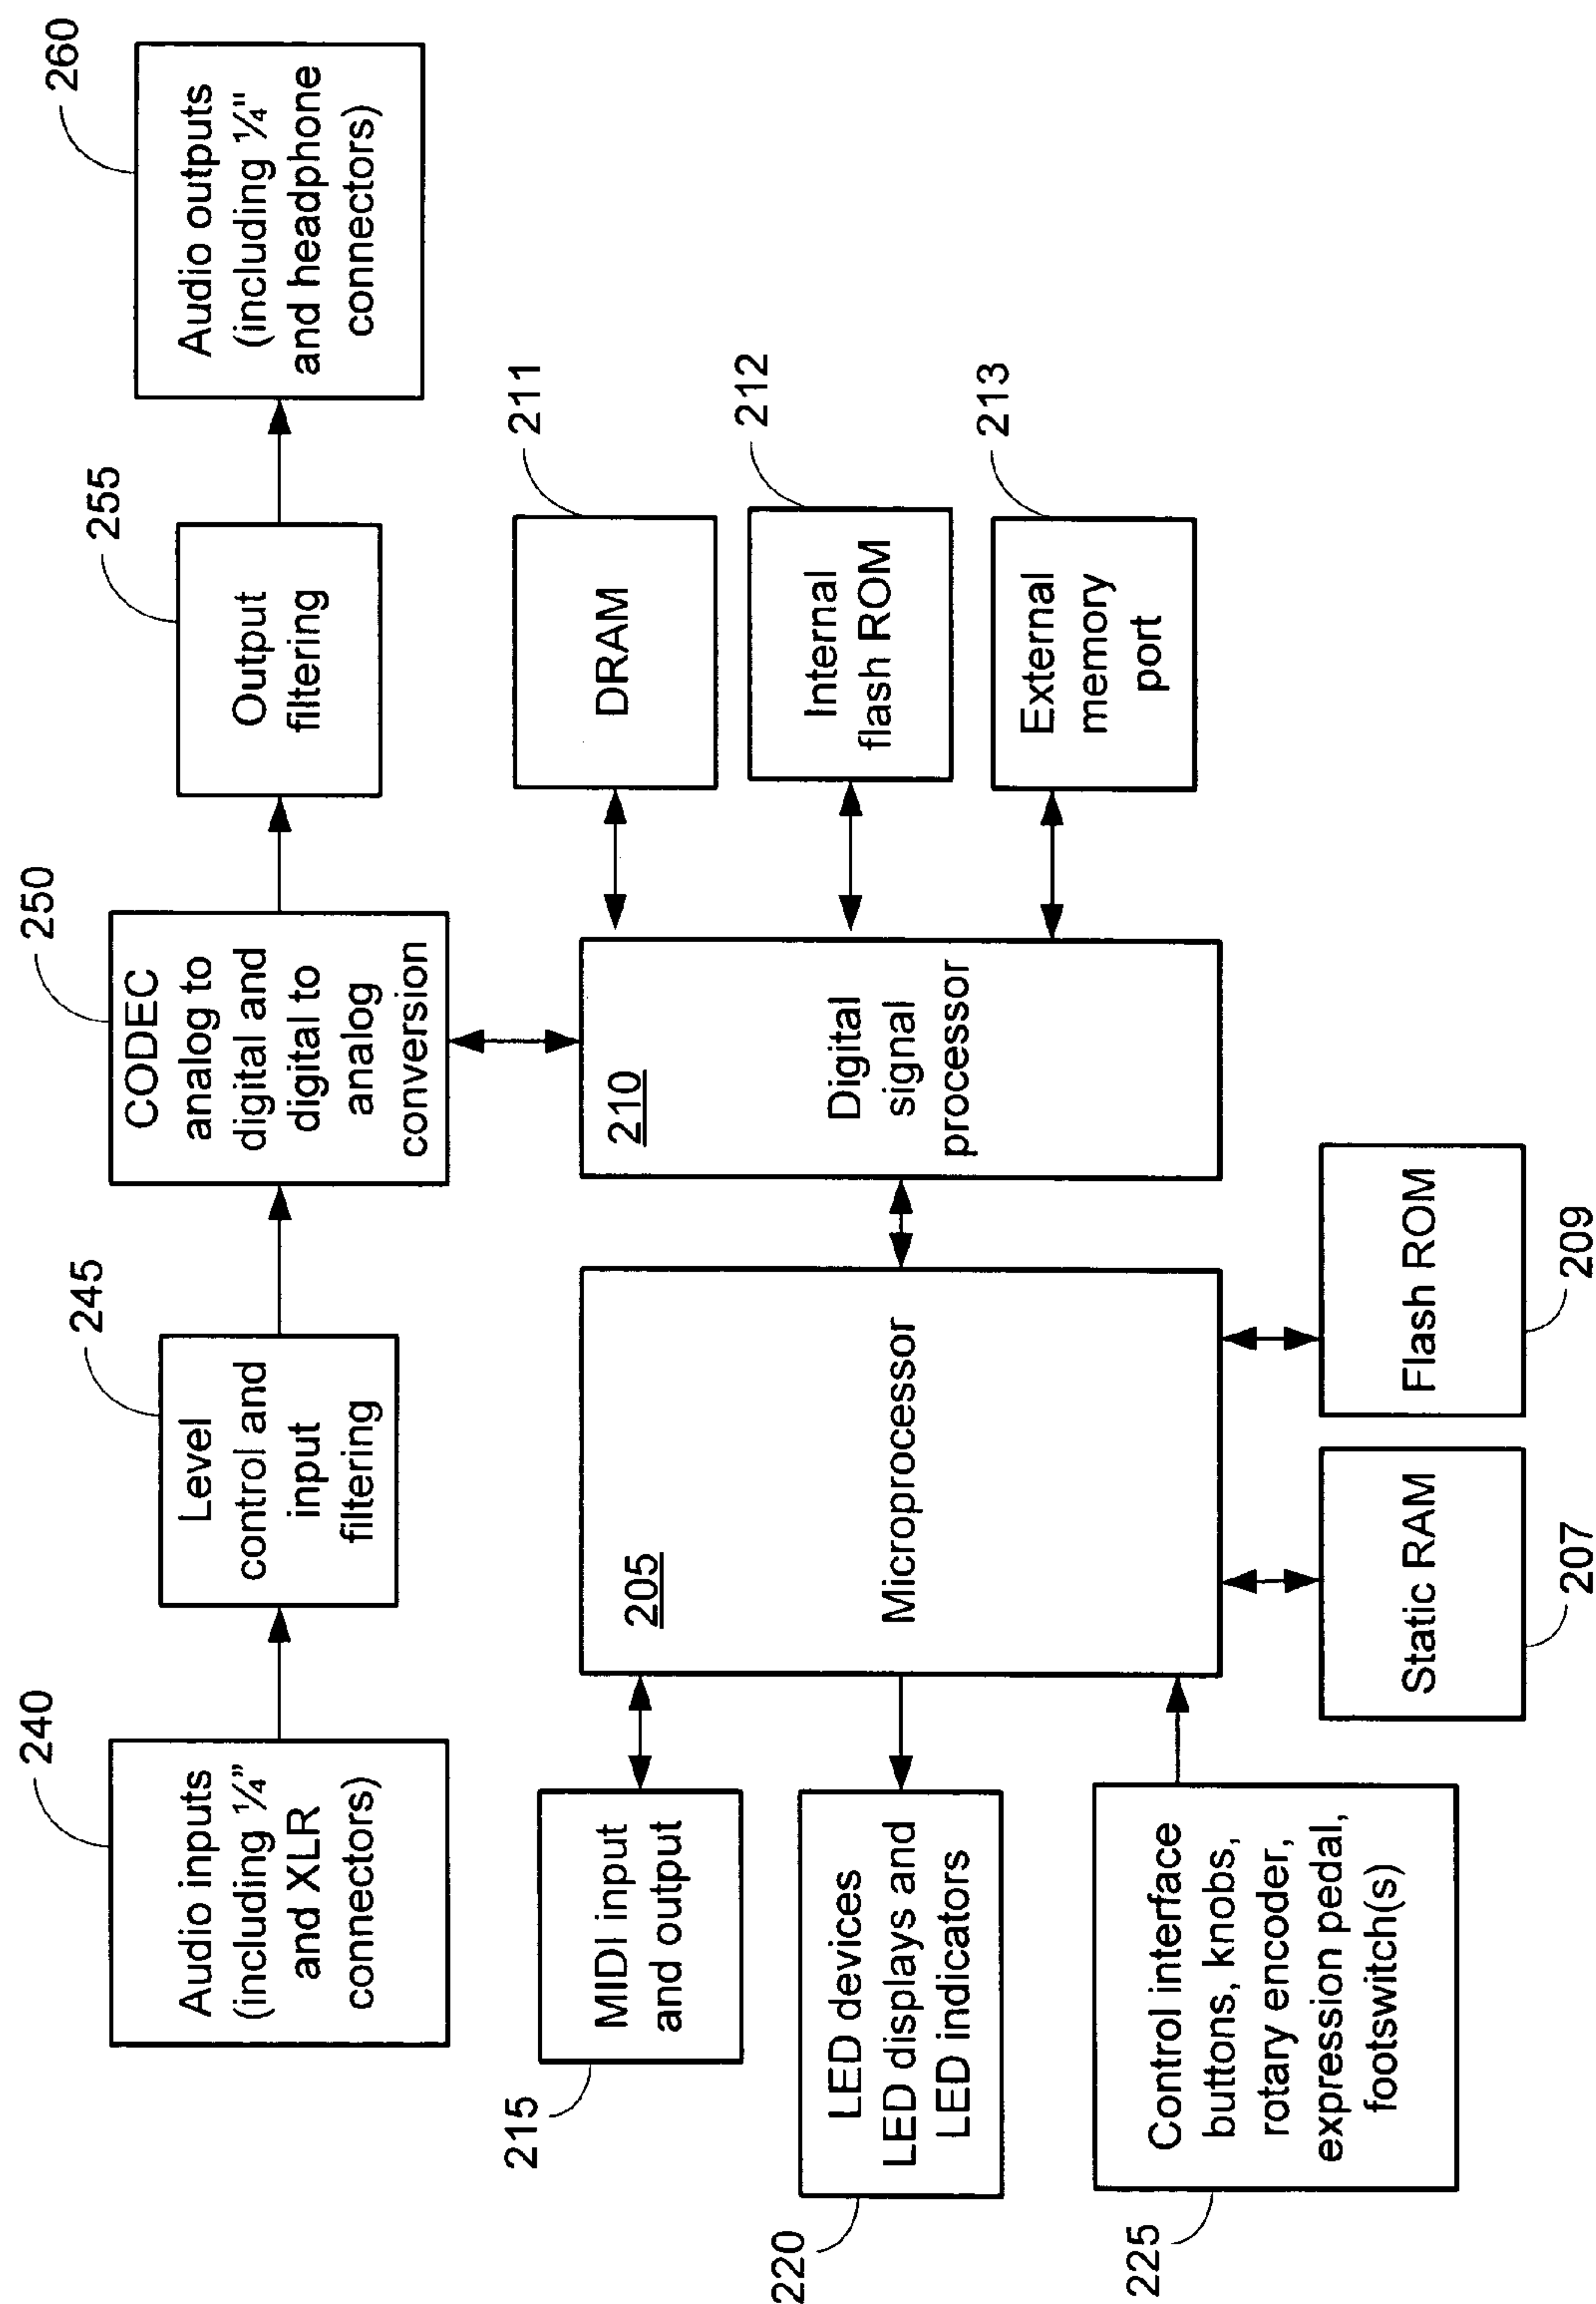 240
Audio inputs
(including ¼”
and XLR
connectors)
245
Level
control and
input
filtering
250
CODEC
analog to
digital and
digital to
analog
conversion
255
Output
filtering
260
Audio outputs
(including ¼"
and headphone
connectors)
215
MIDI input
and output
220
LED devices
LED displays and
LED indicators
225
Control interface
buttons, knobs,
rotary encoder,
expression pedal,
footswitch(s)
205
Microprocessor
210
Digital
signal
processor
211
DRAM
212
Internal
flash ROM
213
External
memory
port
Static RAM
207
Flash ROM
209